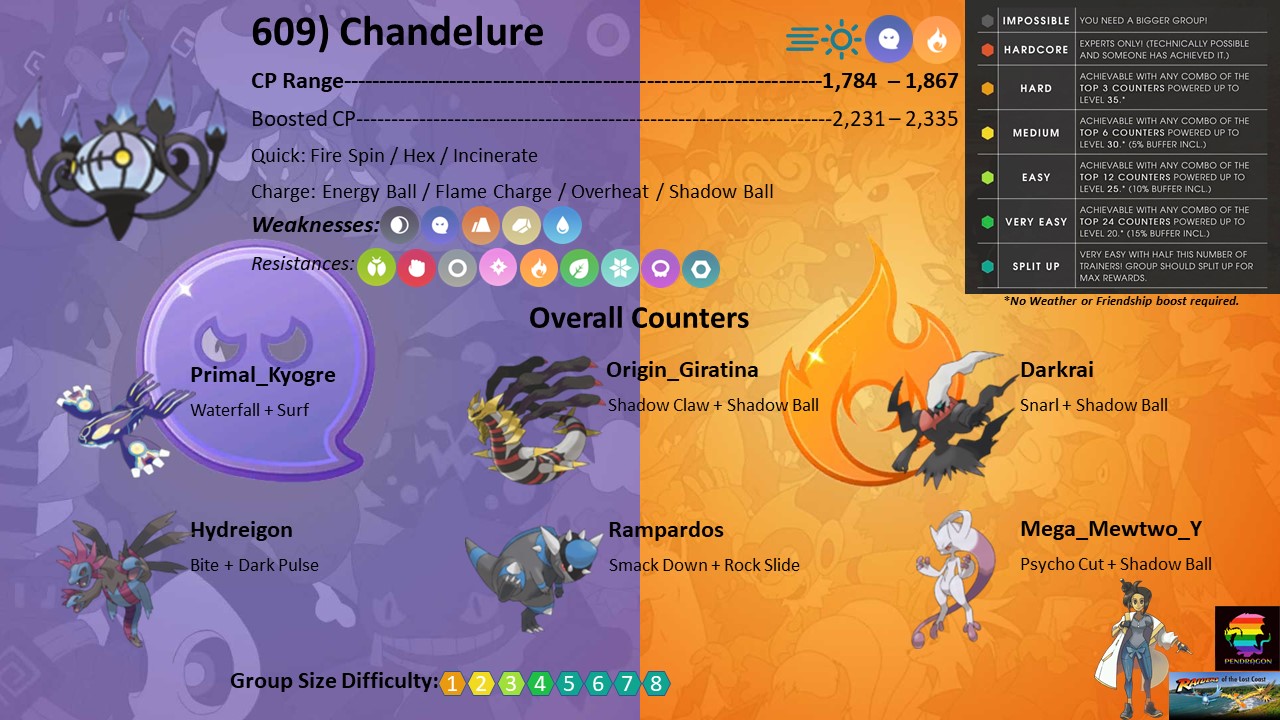 609) Chandelure
CP Range---------------------------------------------------------------------------1,784 – 1,867
Boosted CP---------------------------------------------------------------------------2,231 – 2,335
Quick: Fire Spin / Hex / Incinerate
Charge: Energy Ball / Flame Charge / Overheat / Shadow Ball
Weaknesses:
Resistances:
IMPOSSIBLE YOU NEED A BIGGER GROUP!
HARDCORE EXPERTS ONLY! (TECHNICALLY POSSIBLE
AND SOMEONE HAS ACHIEVED IT.)
HARD ACHIEVABLE WITH ANY COMBO OF THE
TOP 3 COUNTERS POWERED UP TO
LEVEL 35.*
MEDIUM ACHIEVABLE WITH ANY COMBO OF THE
TOP 6 COUNTERS POWERED UP TO
LEVEL 30.* (5% BUFFER INCL.)
EASY ACHIEVABLE WITH ANY COMBO OF THE
TOP 12 COUNTERS POWERED UP TO
LEVEL 25.* (10% BUFFER INCL.)
VERY EASY ACHIEVABLE WITH ANY COMBO OF THE
TOP 24 COUNTERS POWERED UP TO
LEVEL 20.* (15% BUFFER INCL.)
SPLIT UP VERY EASY WITH HALF THIS NUMBER OF
TRAINERS! GROUP SHOULD SPLIT UP FOR
MAX REWARDS.
*No Weather or Friendship boost required.
Overall Counters
Primal_Kyogre
Waterfall + Surf
Origin_Giratina
Shadow Claw + Shadow Ball
Darkrai
Snarl + Shadow Ball
Hydreigon
Bite + Dark Pulse
Rampardos
Smack Down + Rock Slide
Mega_Mewtwo_Y
Psycho Cut + Shadow Ball
Group Size Difficulty: 1 2 3 4 5 6 7 8
PENDRAGON
RAIDERS of the Lost Coast